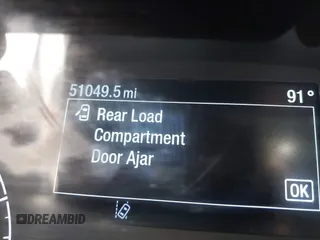 51049.5 mi 91°
Rear Load
Compartment
Door Ajar
OK
DREAMBID